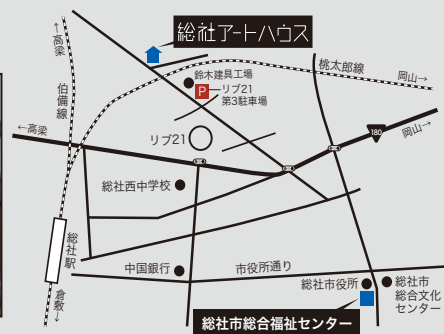 総社アートハウス
←高梁
伯備線
鈴木建具工場
P リブ21
第3駐車場
桃太郎線
岡山→
←高梁
リブ21
180
岡山→
総社西中学校
総社駅
中国銀行
市役所通り
総社市役所
総社市
総合文化
センター
倉敷→
総社市総合福祉センター